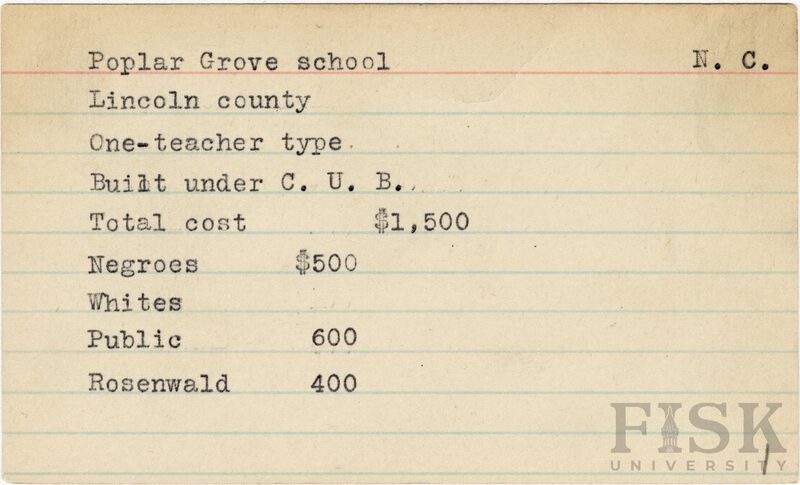 Poplar Grove school N. C.
Lincoln county
One-teacher type.
Built under C. U. B.
Total cost $1,500
Negroes $500
Whites
Public 600
Rosenwald 400
FISK
UNIVERSITY
1